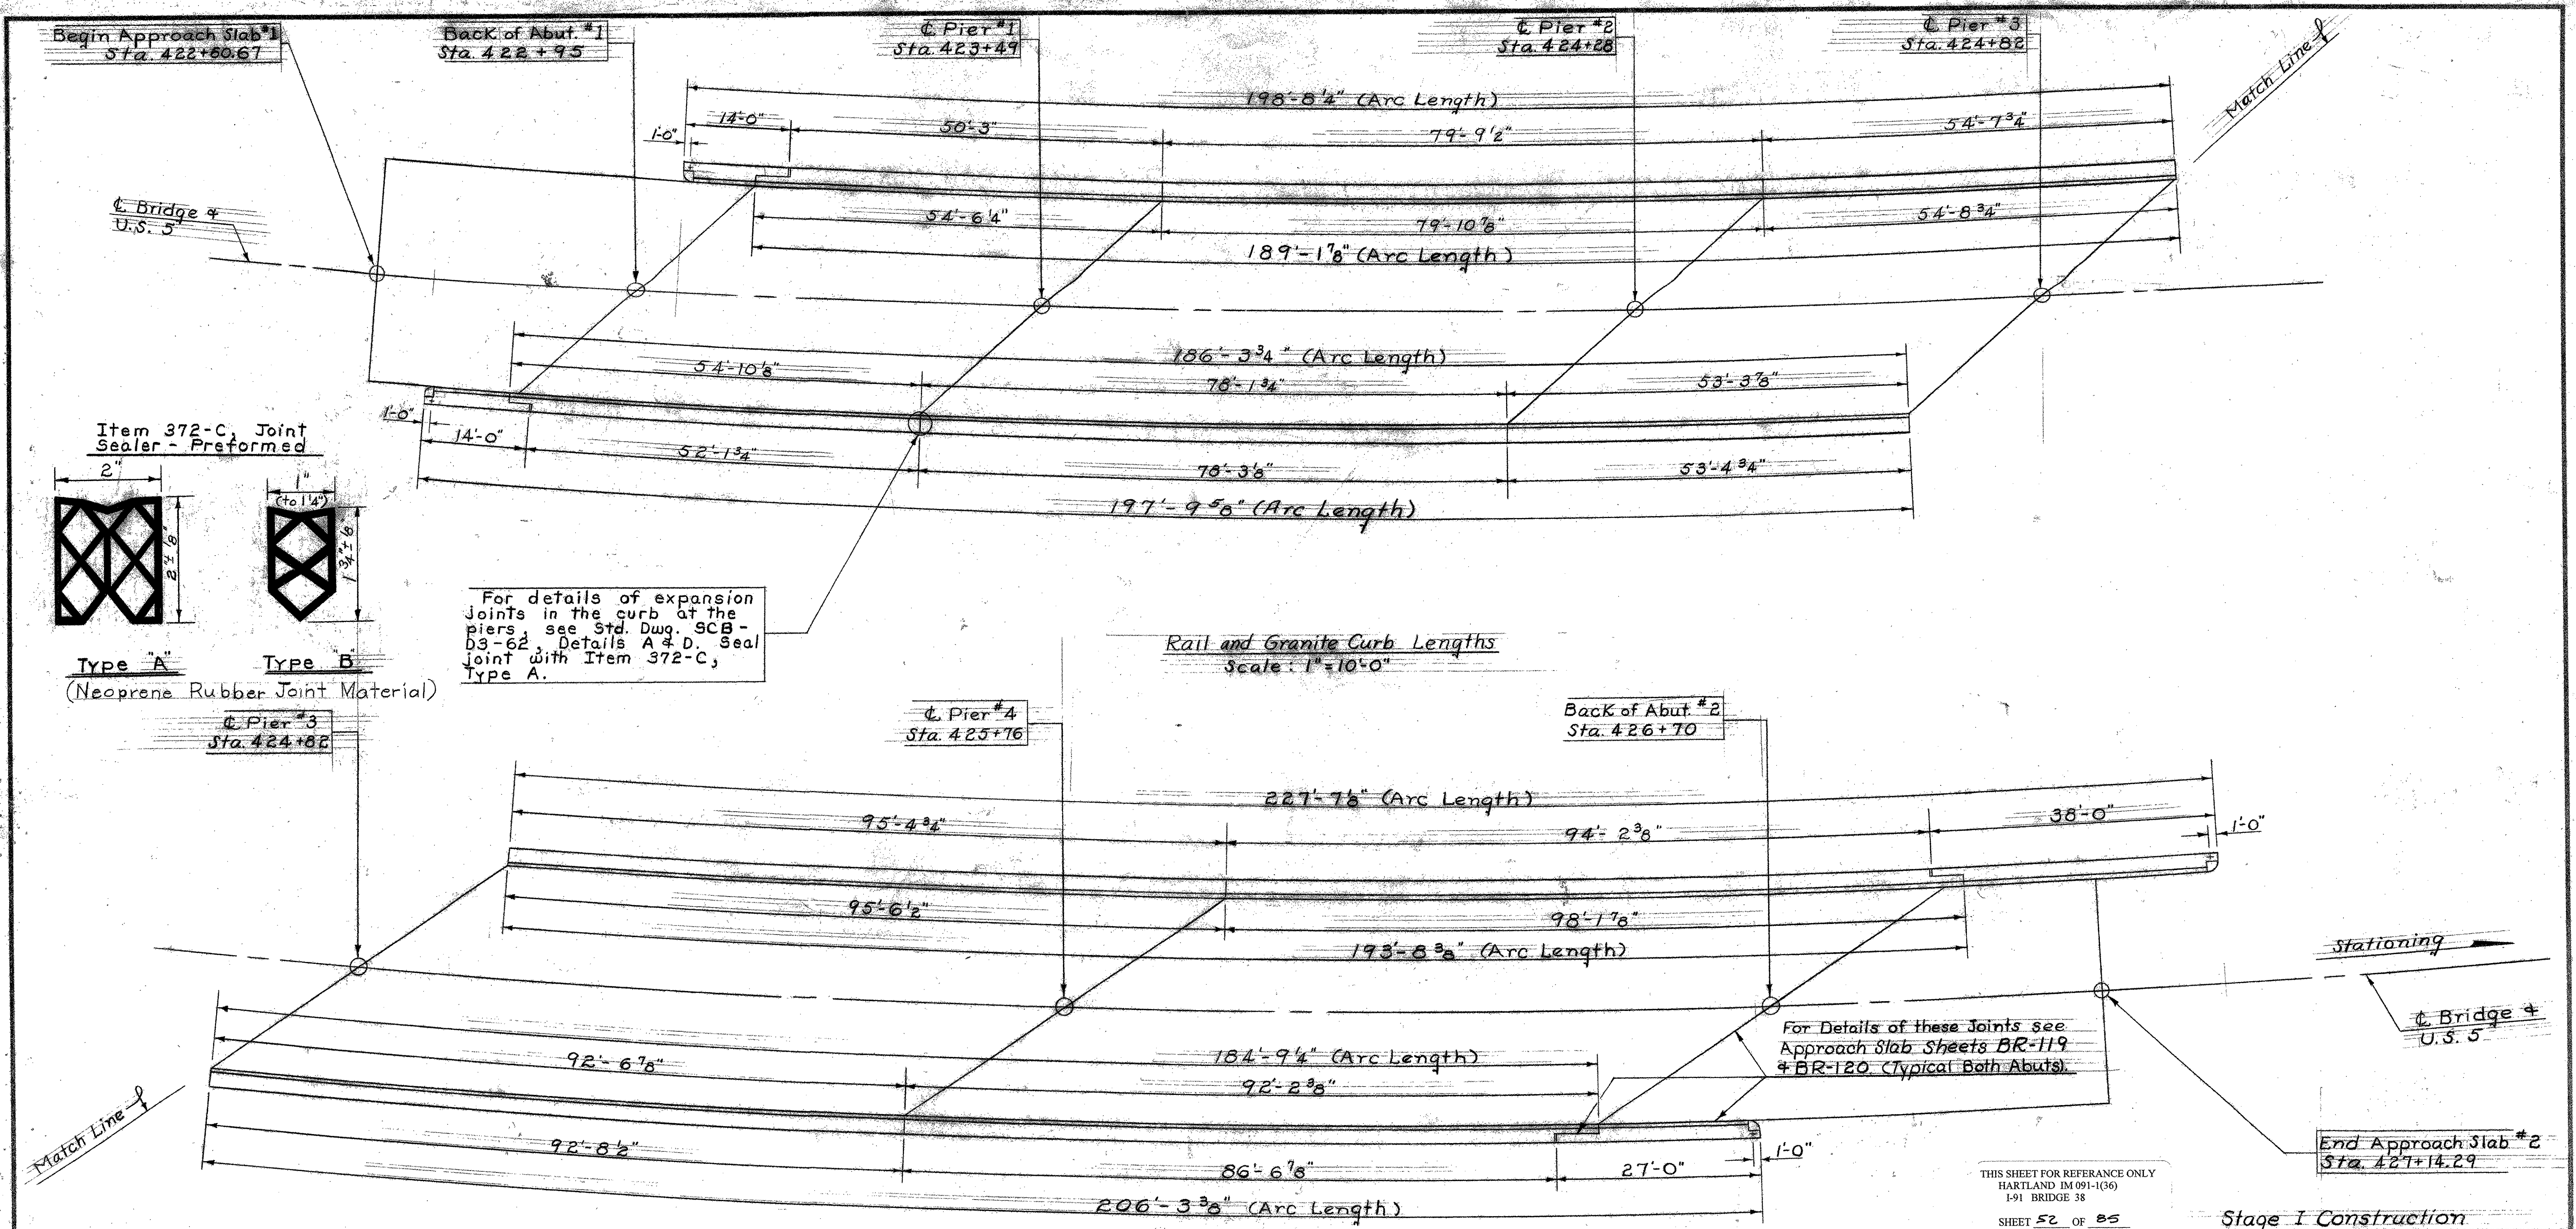 Begin Approach Slab #1
Sta. 422+60.67
Back of Abut. #1
Sta. 422 + 95
℄ Pier #1
Sta. 423+49
℄ Pier #2
Sta. 424+28
℄ Pier #3
Sta. 424+82
Match Line
198'-8¼" (Arc Length)
1'-0"
14'-0"
50'-3"
79'-9½"
54'-7¾"
℄ Bridge &
U.S. 5
54'-6¼"
79'-10⅞"
54'-8¾"
189'-1⅞" (Arc Length)
186'-3¾" (Arc Length)
54'-10⅛"
78'-1¾"
53'-3⅞"
1'-0"
14'-0"
52'-1¾"
78'-3⅛"
53'-4¾"
197'-9⅝" (Arc Length)
Item 372-C, Joint
Sealer - Preformed
2"
1"
(to 1¼")
2"±⅛"
1¾"±⅛"
Type "A"
Type "B"
(Neoprene Rubber Joint Material)
For details of expansion
joints in the curb at the
piers, see Std. Dwg. SCB-
D3-62, Details A & D. Seal
joint with Item 372-C,
Type A.
Rail and Granite Curb Lengths
Scale: 1"=10'-0"
℄ Pier #3
Sta. 424+82
℄ Pier #4
Sta. 425+76
Back of Abut. #2
Sta. 426+70
227'-7⅛" (Arc Length)
95'-4¾"
94'-2⅜"
38'-0"
1'-0"
95'-6½"
98'-1⅞"
193'-8⅜" (Arc Length)
Stationing
℄ Bridge &
U.S. 5
184'-9¼" (Arc Length)
92'-6⅞"
92'-2⅜"
For Details of these Joints see
Approach Slab Sheets BR-119
& BR-120. (Typical Both Abuts).
Match Line
92'-8½"
86'-6⅞"
27'-0"
1'-0"
206'-3⅜" (Arc Length)
End Approach Slab #2
Sta. 427+14.29
THIS SHEET FOR REFERANCE ONLY
HARTLAND IM 091-1(36)
I-91 BRIDGE 38
SHEET 52 OF 85
Stage I Construction